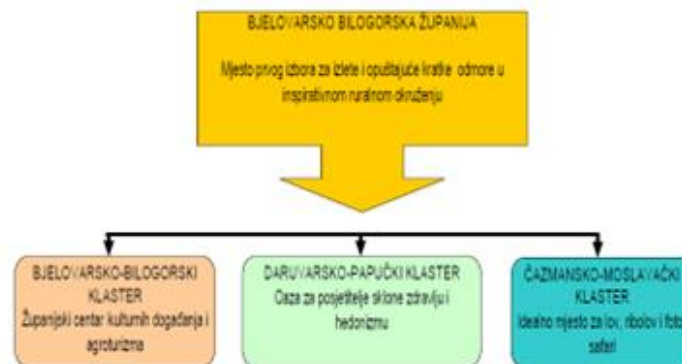 BJELOVARSKO BILOGORSKA ŽUPANIJA
Mjesto prvog izbora za izlete i opuštajuće kratke odmore u
inspirativnom ruralnom okruženju
BJELOVARSKO-BILOGORSKI
KLASTER
Županijski centar kulturnih događanja i
agroturizma
DARUVARSKO-PAPUČKI KLASTER
Oaza za posjetitelje sklone zdravlju i
hedonizmu
ČAZMANSKO-MOSLAVAČKI
KLASTER
Idealno mjesto za lov, ribolov i foto
safari